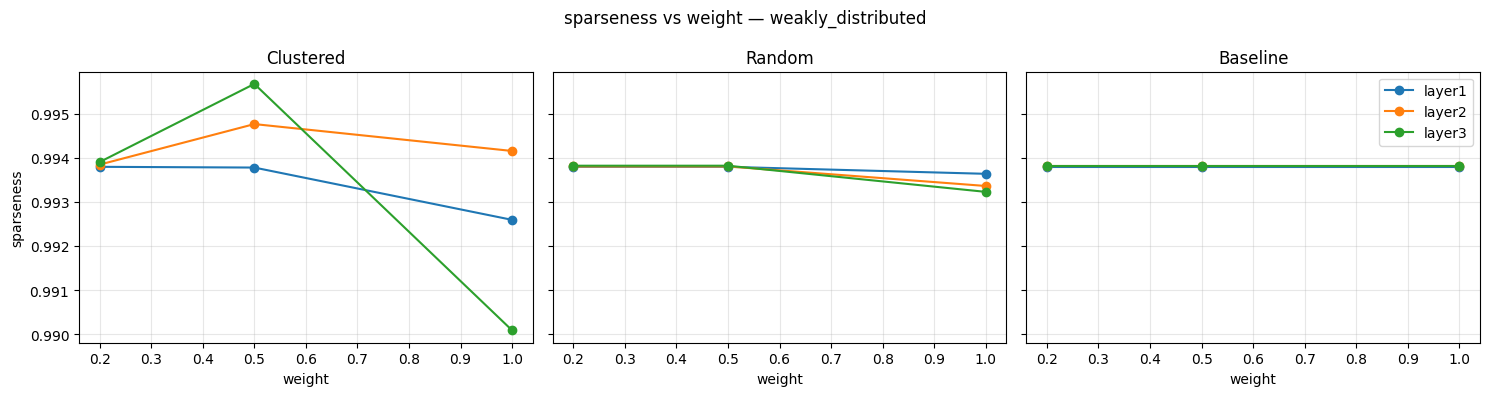 sparseness vs weight — weakly_distributed
Clustered
Random
Baseline
sparseness
0.995
0.994
0.993
0.992
0.991
0.990
layer1
layer2
layer3
0.2 0.3 0.4 0.5 0.6 0.7 0.8 0.9 1.0
0.2 0.3 0.4 0.5 0.6 0.7 0.8 0.9 1.0
0.2 0.3 0.4 0.5 0.6 0.7 0.8 0.9 1.0
weight
weight
weight